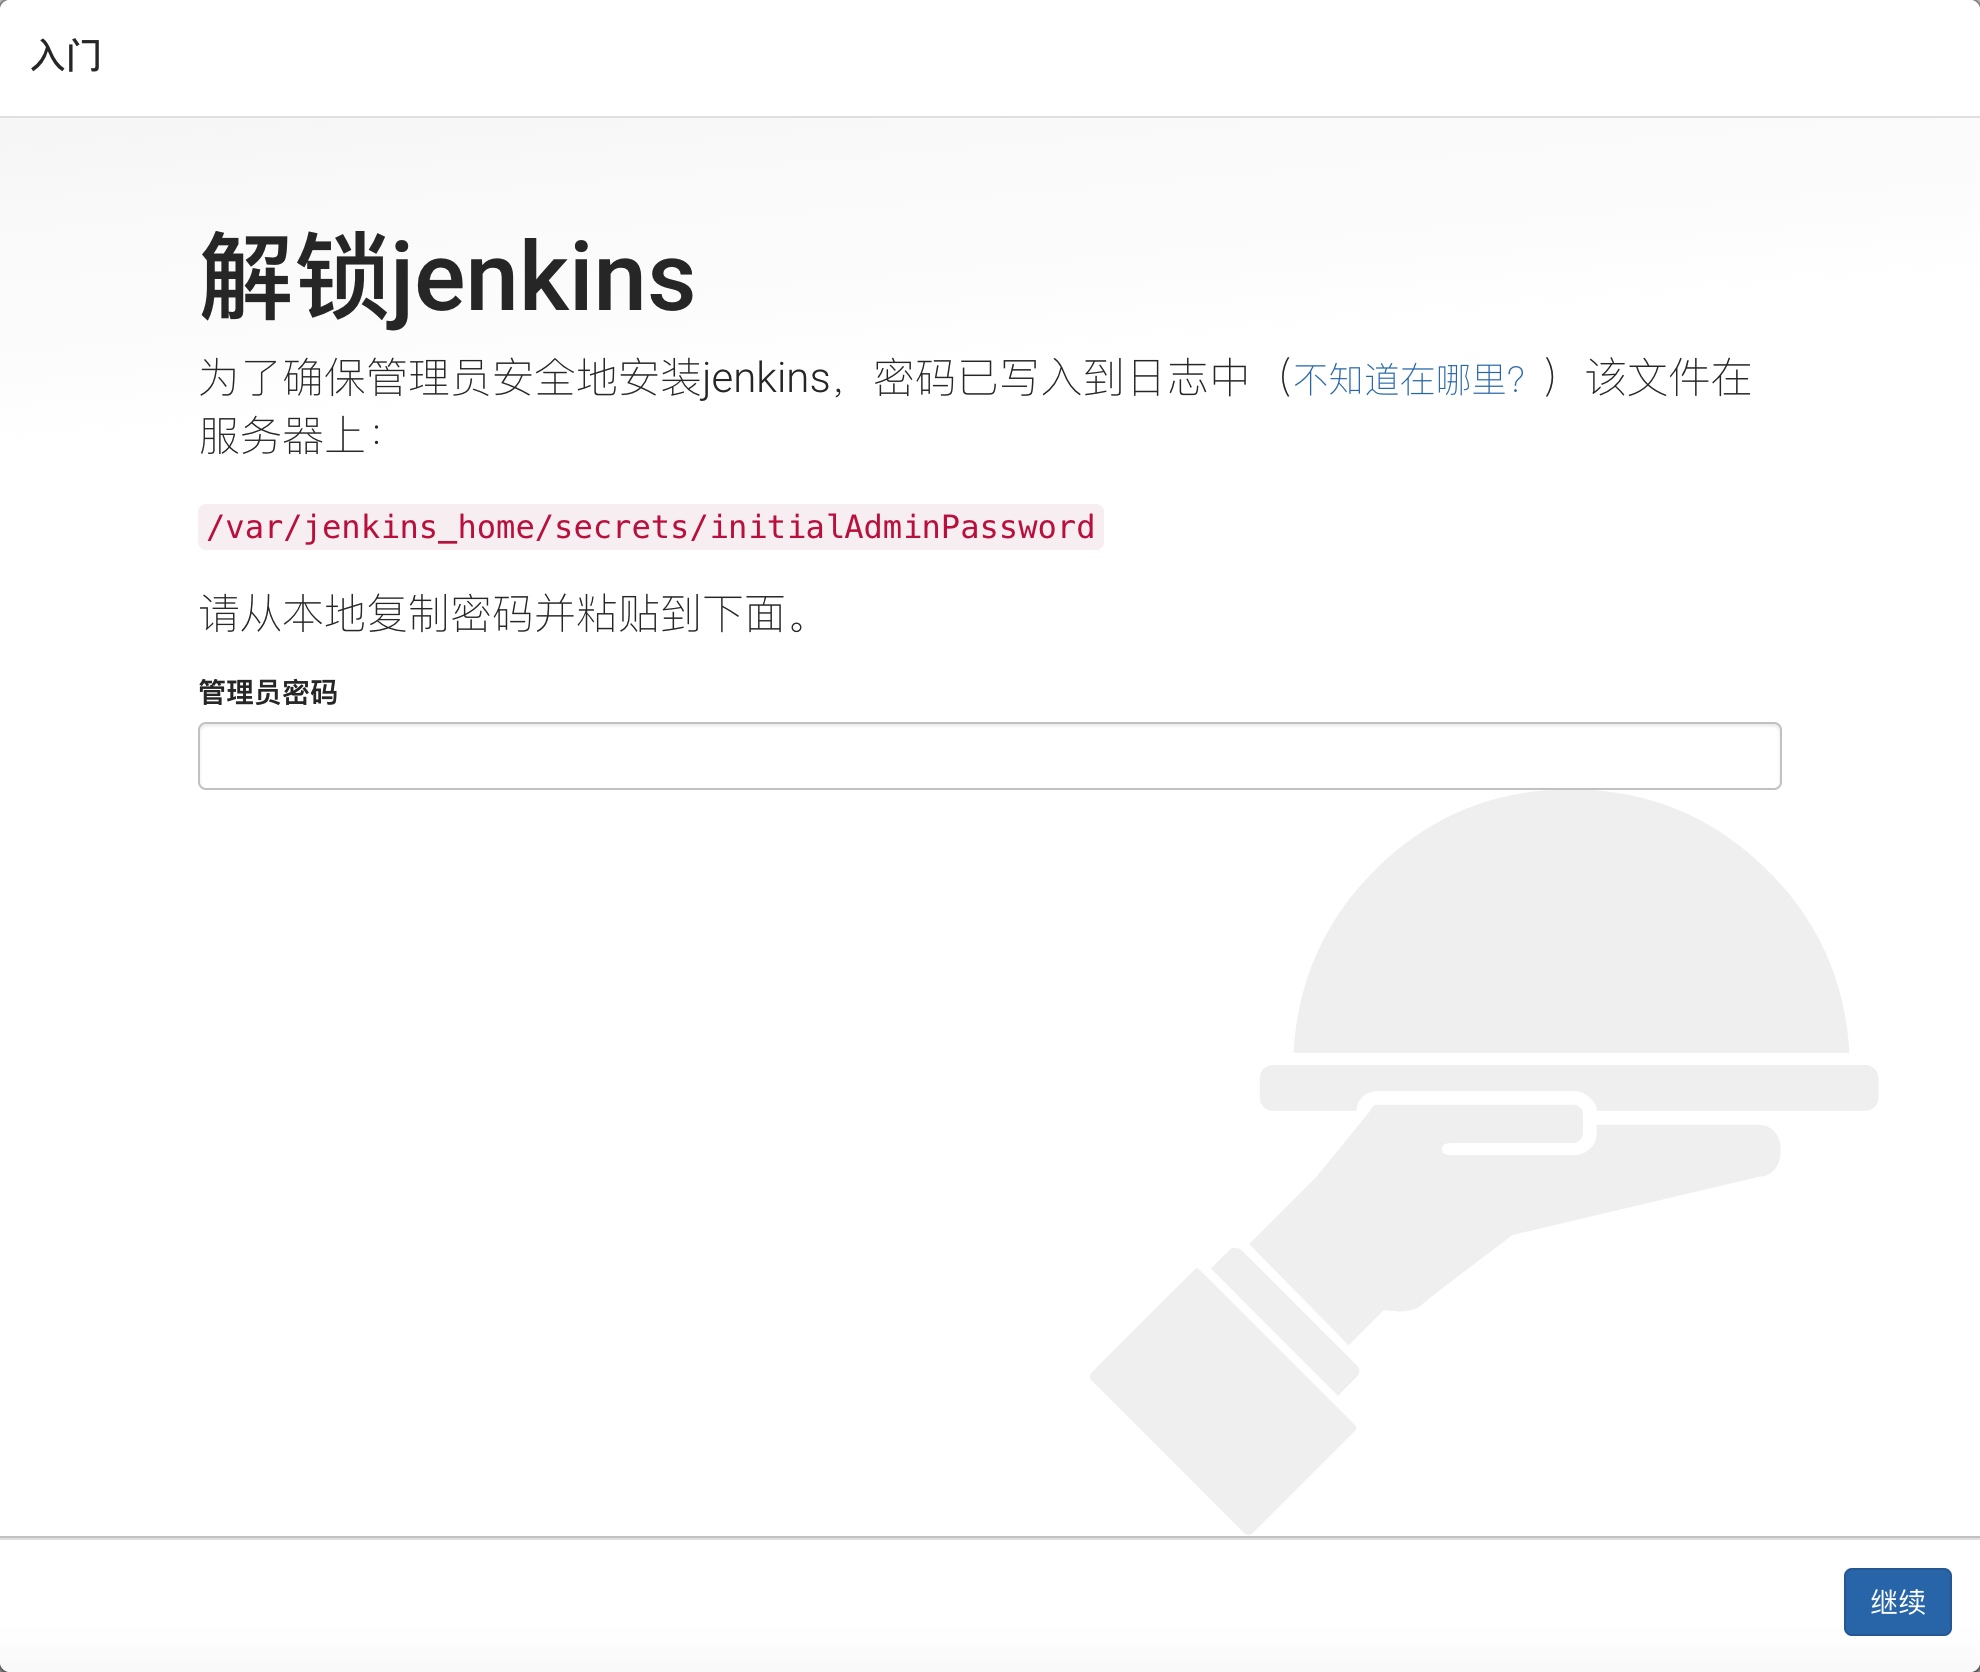 入门
解锁jenkins
为了确保管理员安全地安装jenkins，密码已写入到日志中（不知道在哪里？）该文件在
服务器上：
/var/jenkins_home/secrets/initialAdminPassword
请从本地复制密码并粘贴到下面。
管理员密码
继续